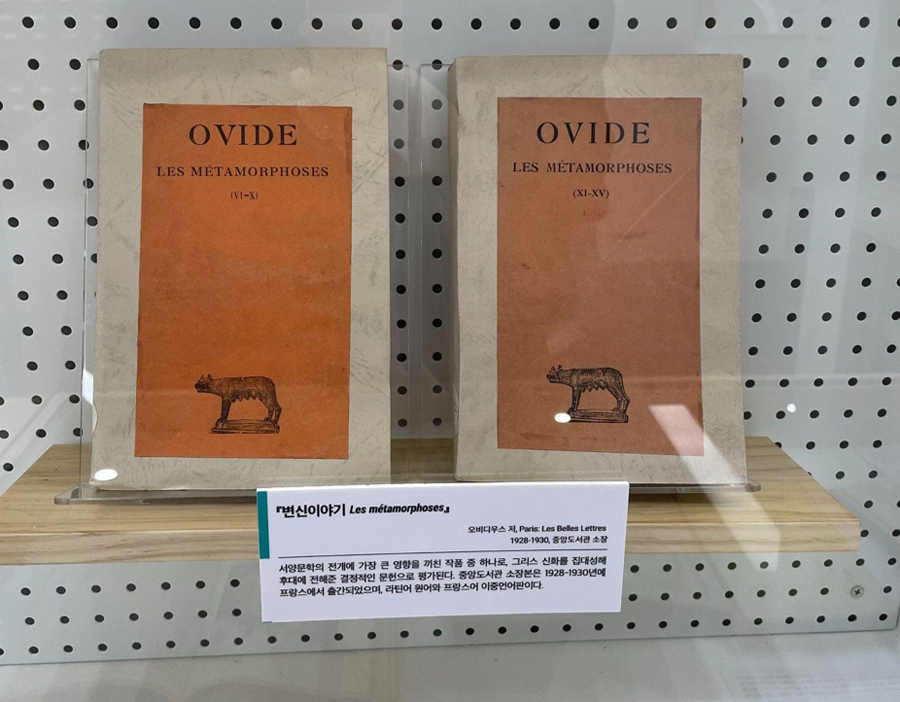 OVIDE
LES MÉTAMORPHOSES
(VI-X)
OVIDE
LES MÉTAMORPHOSES
(XI-XV)
『변신이야기 Les métamorphoses』
오비디우스 저, Paris: Les Belles Lettres
1928-1930, 중앙도서관 소장
서양문학의 전개에 가장 큰 영향을 끼친 작품 중 하나로, 그리스 신화를 집대성해
후대에 전해준 결정적인 문헌으로 평가된다. 중앙도서관 소장본은 1928-1930년에
프랑스에서 출간되었으며, 라틴어 원어와 프랑스어 이중언어판이다.